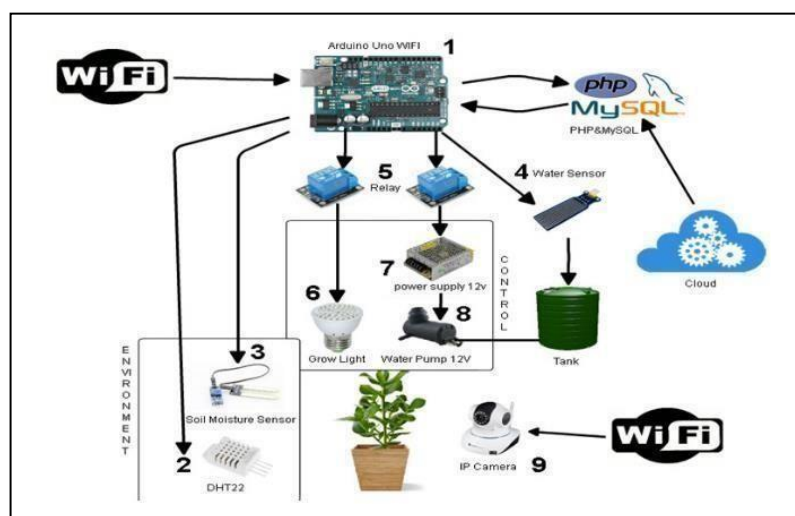 Arduino Uno WIFI 1
WiFi
php
MySQL
PHP&MySQL
5
Relay
4 Water Sensor
7
power supply 12v
CONTROL
Cloud
6
8
Grow Light
Water Pump 12V
Tank
ENVIRONMENT
3
Soil Moisture Sensor
2
DHT22
IP Camera 9
WiFi